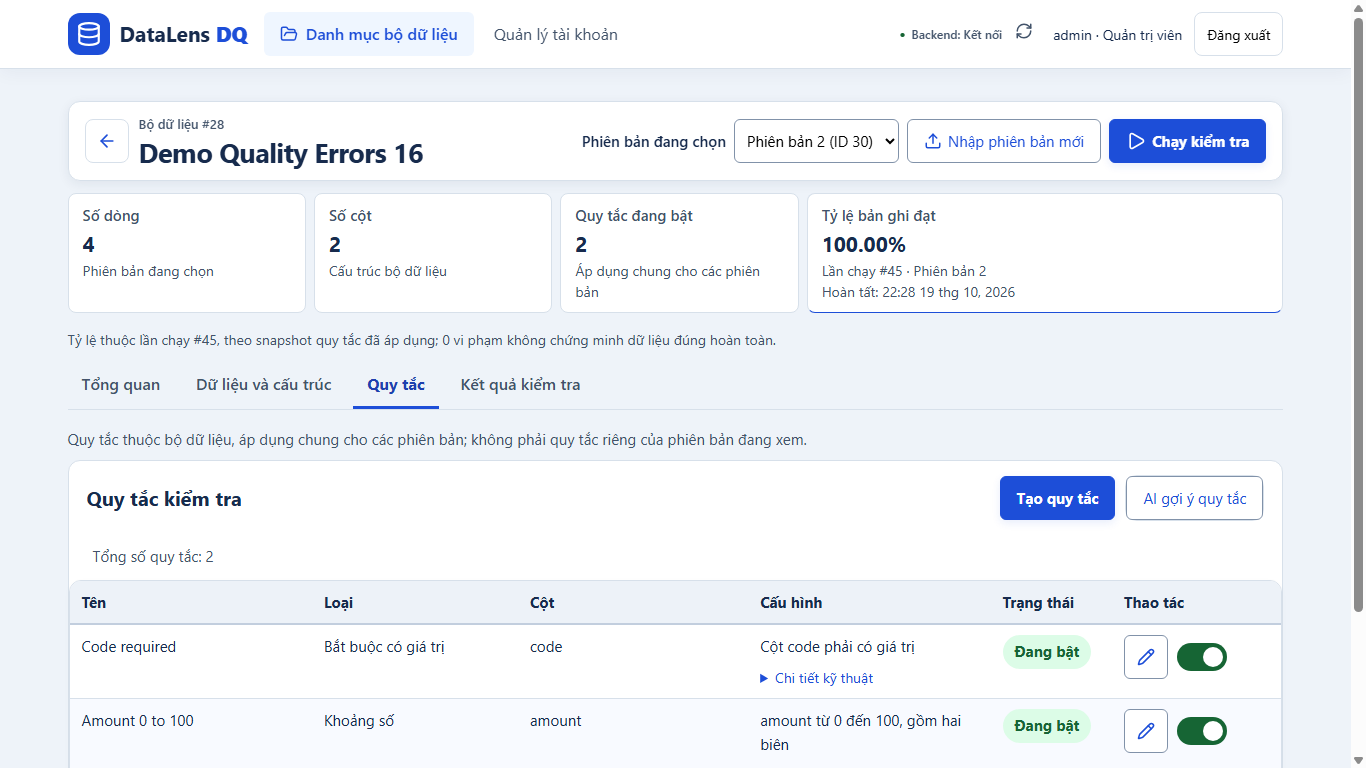 DataLens DQ
Danh mục bộ dữ liệu
Quản lý tài khoản
• Backend: Kết nối
admin · Quản trị viên
Đăng xuất
Bộ dữ liệu #28
Demo Quality Errors 16
Phiên bản đang chọn
Phiên bản 2 (ID 30)
Nhập phiên bản mới
Chạy kiểm tra
Số dòng
4
Phiên bản đang chọn
Số cột
2
Cấu trúc bộ dữ liệu
Quy tắc đang bật
2
Áp dụng chung cho các phiên
bản
Tỷ lệ bản ghi đạt
100.00%
Lần chạy #45 · Phiên bản 2
Hoàn tất: 22:28 19 thg 10, 2026
Tỷ lệ thuộc lần chạy #45, theo snapshot quy tắc đã áp dụng; 0 vi phạm không chứng minh dữ liệu đúng hoàn toàn.
Tổng quan
Dữ liệu và cấu trúc
Quy tắc
Kết quả kiểm tra
Quy tắc thuộc bộ dữ liệu, áp dụng chung cho các phiên bản; không phải quy tắc riêng của phiên bản đang xem.
Quy tắc kiểm tra
Tạo quy tắc
AI gợi ý quy tắc
Tổng số quy tắc: 2
Tên Loại Cột Cấu hình Trạng thái Thao tác
Code required Bắt buộc có giá trị code Cột code phải có giá trị Đang bật
Chi tiết kỹ thuật
Amount 0 to 100 Khoảng số amount amount từ 0 đến 100, gồm hai Đang bật
biên